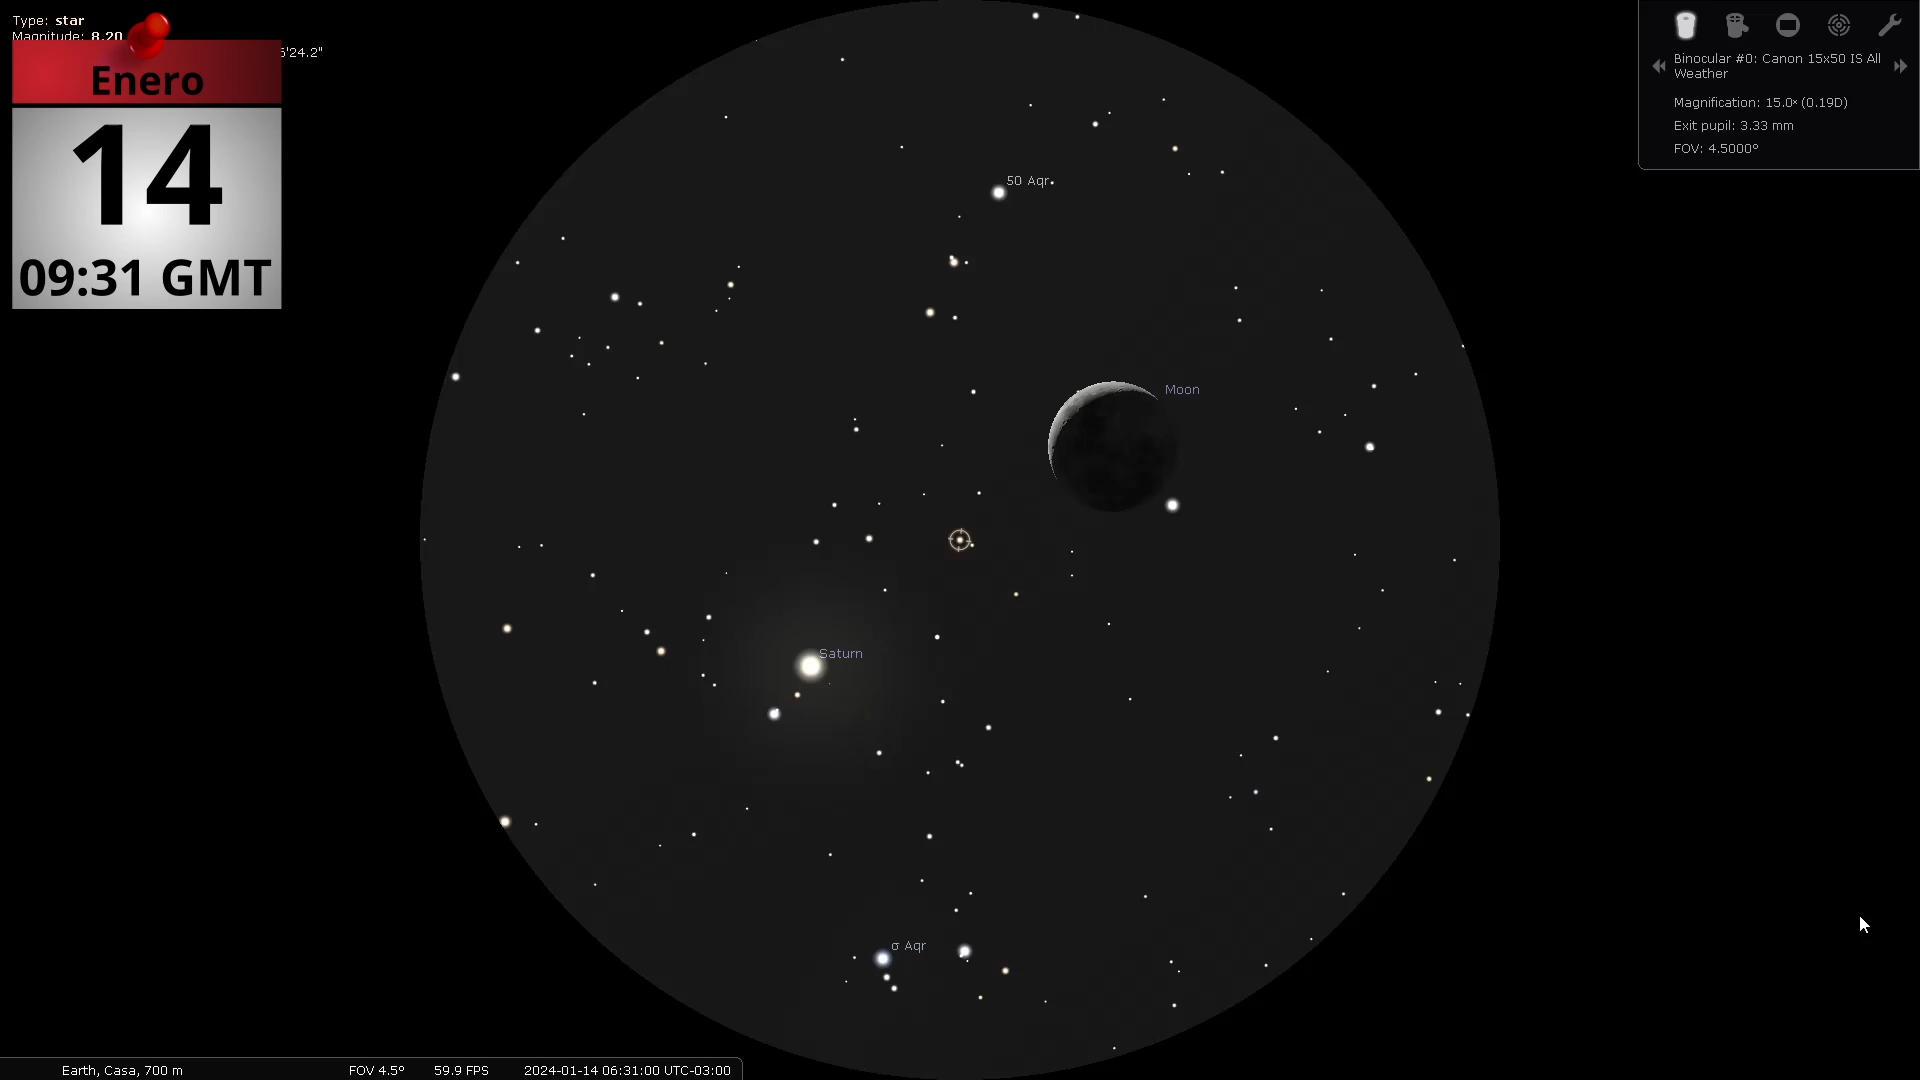 Type: star
Magnitude: 8.20
5'24.2"
Enero
14
09:31 GMT
Binocular #0: Canon 15x50 IS All
Weather
Magnification: 15.0× (0.19D)
Exit pupil: 3.33 mm
FOV: 4.5000°
50 Aqr
Moon
Saturn
σ Aqr
Earth, Casa, 700 m
FOV 4.5°
59.9 FPS
2024-01-14 06:31:00 UTC-03:00